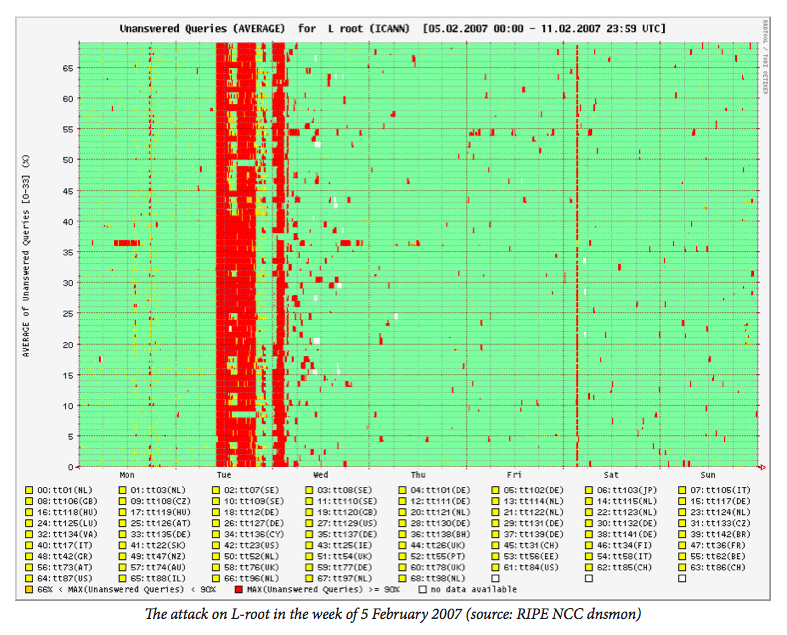 Unansvered Queries (AVERAGE) for L root (ICANN) [05.02.2007 00:00 - 11.02.2007 23:59 UTC]
RRDTOOL / TOBI OETIKER
AVERAGE of Unansvered Queries [0-33] (%)
65
60
55
50
45
40
35
30
25
20
15
10
5
0
Mon Tue Wed Thu Fri Sat Sun
00:tt01(NL) 01:tt03(NL) 02:tt07(SE) 03:tt08(SE) 04:tt101(DE) 05:tt102(DE) 06:tt103(JP) 07:tt105(IT)
08:tt106(GB) 09:tt108(CZ) 10:tt109(SE) 11:tt110(SE) 12:tt111(DE) 13:tt114(NL) 14:tt115(NL) 15:tt117(DE)
16:tt118(HU) 17:tt119(HU) 18:tt12(DE) 19:tt120(GB) 20:tt121(NL) 21:tt122(NL) 22:tt123(NL) 23:tt124(NL)
24:tt125(LU) 25:tt126(AT) 26:tt127(DE) 27:tt129(US) 28:tt130(DE) 29:tt131(DE) 30:tt132(DE) 31:tt133(CZ)
32:tt134(VA) 33:tt135(DE) 34:tt136(CY) 35:tt137(DE) 36:tt138(BH) 37:tt139(DE) 38:tt141(DE) 39:tt142(BR)
40:tt17(IT) 41:tt22(SK) 42:tt23(US) 43:tt25(IE) 44:tt26(UK) 45:tt31(CH) 46:tt34(FI) 47:tt36(PR)
48:tt42(GR) 49:tt47(NZ) 50:tt52(NL) 51:tt54(UK) 52:tt55(PT) 53:tt56(EE) 54:tt58(IT) 55:tt62(BE)
56:tt73(AT) 57:tt74(AU) 58:tt76(UK) 59:tt77(DE) 60:tt78(UK) 61:tt84(US) 62:tt85(CH) 63:tt86(CH)
64:tt87(US) 65:tt88(IL) 66:tt96(NL) 67:tt97(NL) 68:tt98(NL)
66% < MAX(Unansvered Queries) < 90% MAX(Unansvered Queries) >= 90% no data available
The attack on L-root in the week of 5 February 2007 (source: RIPE NCC dnsmon)